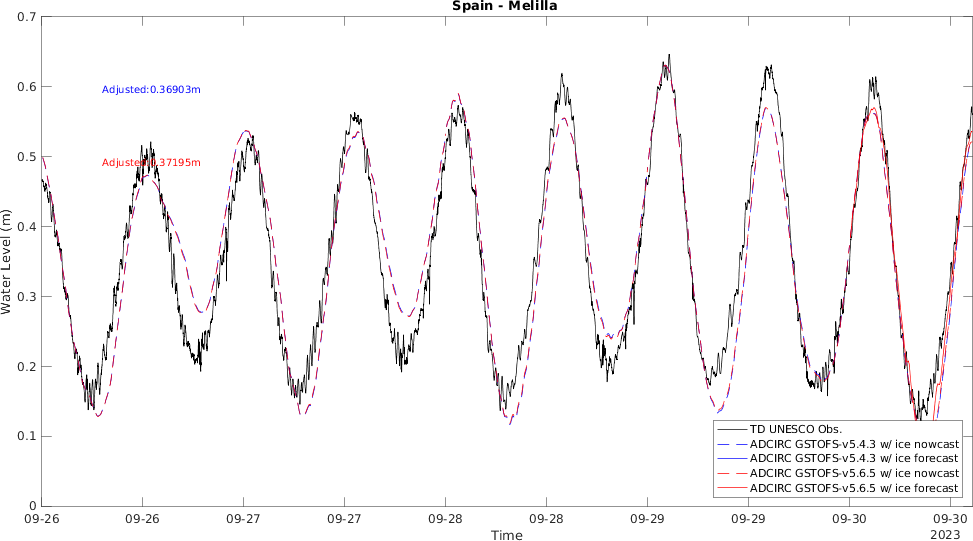 Spain - Melilla
0.7
0.6
0.5
0.4
0.3
0.2
0.1
0
Water Level (m)
Adjusted:0.36903m
Adjusted:0.37195m
TD UNESCO Obs.
ADCIRC GSTOFS-v5.4.3 w/ ice nowcast
ADCIRC GSTOFS-v5.4.3 w/ ice forecast
ADCIRC GSTOFS-v5.6.5 w/ ice nowcast
ADCIRC GSTOFS-v5.6.5 w/ ice forecast
09-26 09-26 09-27 09-27 09-28 09-28 09-29 09-29 09-30 09-30
Time 2023